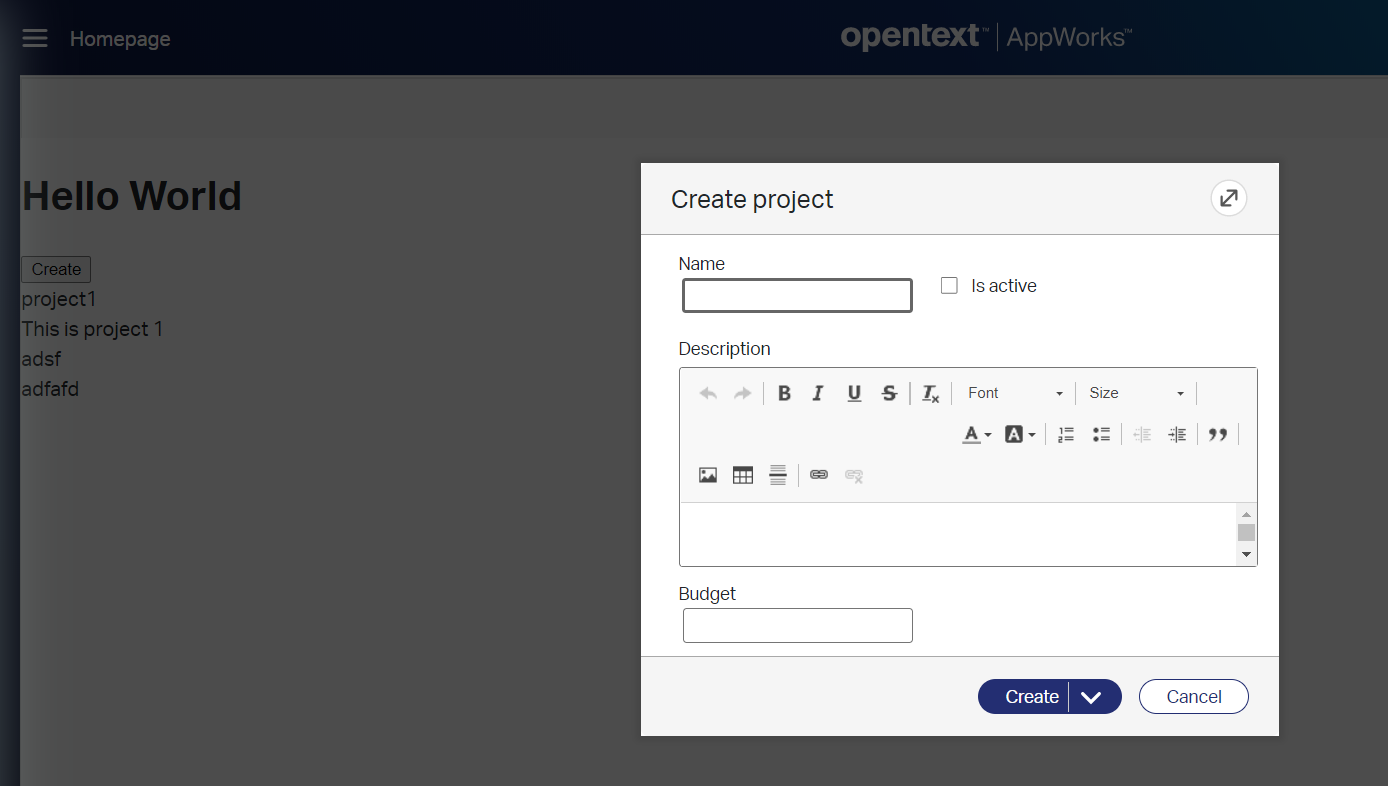 Homepage
opentext™ | AppWorks™
Hello World
Create
project1
This is project 1
adsf
adfafd
Create project
Name
Is active
Description
B I U S Tx Font Size
A A
Budget
Create Cancel